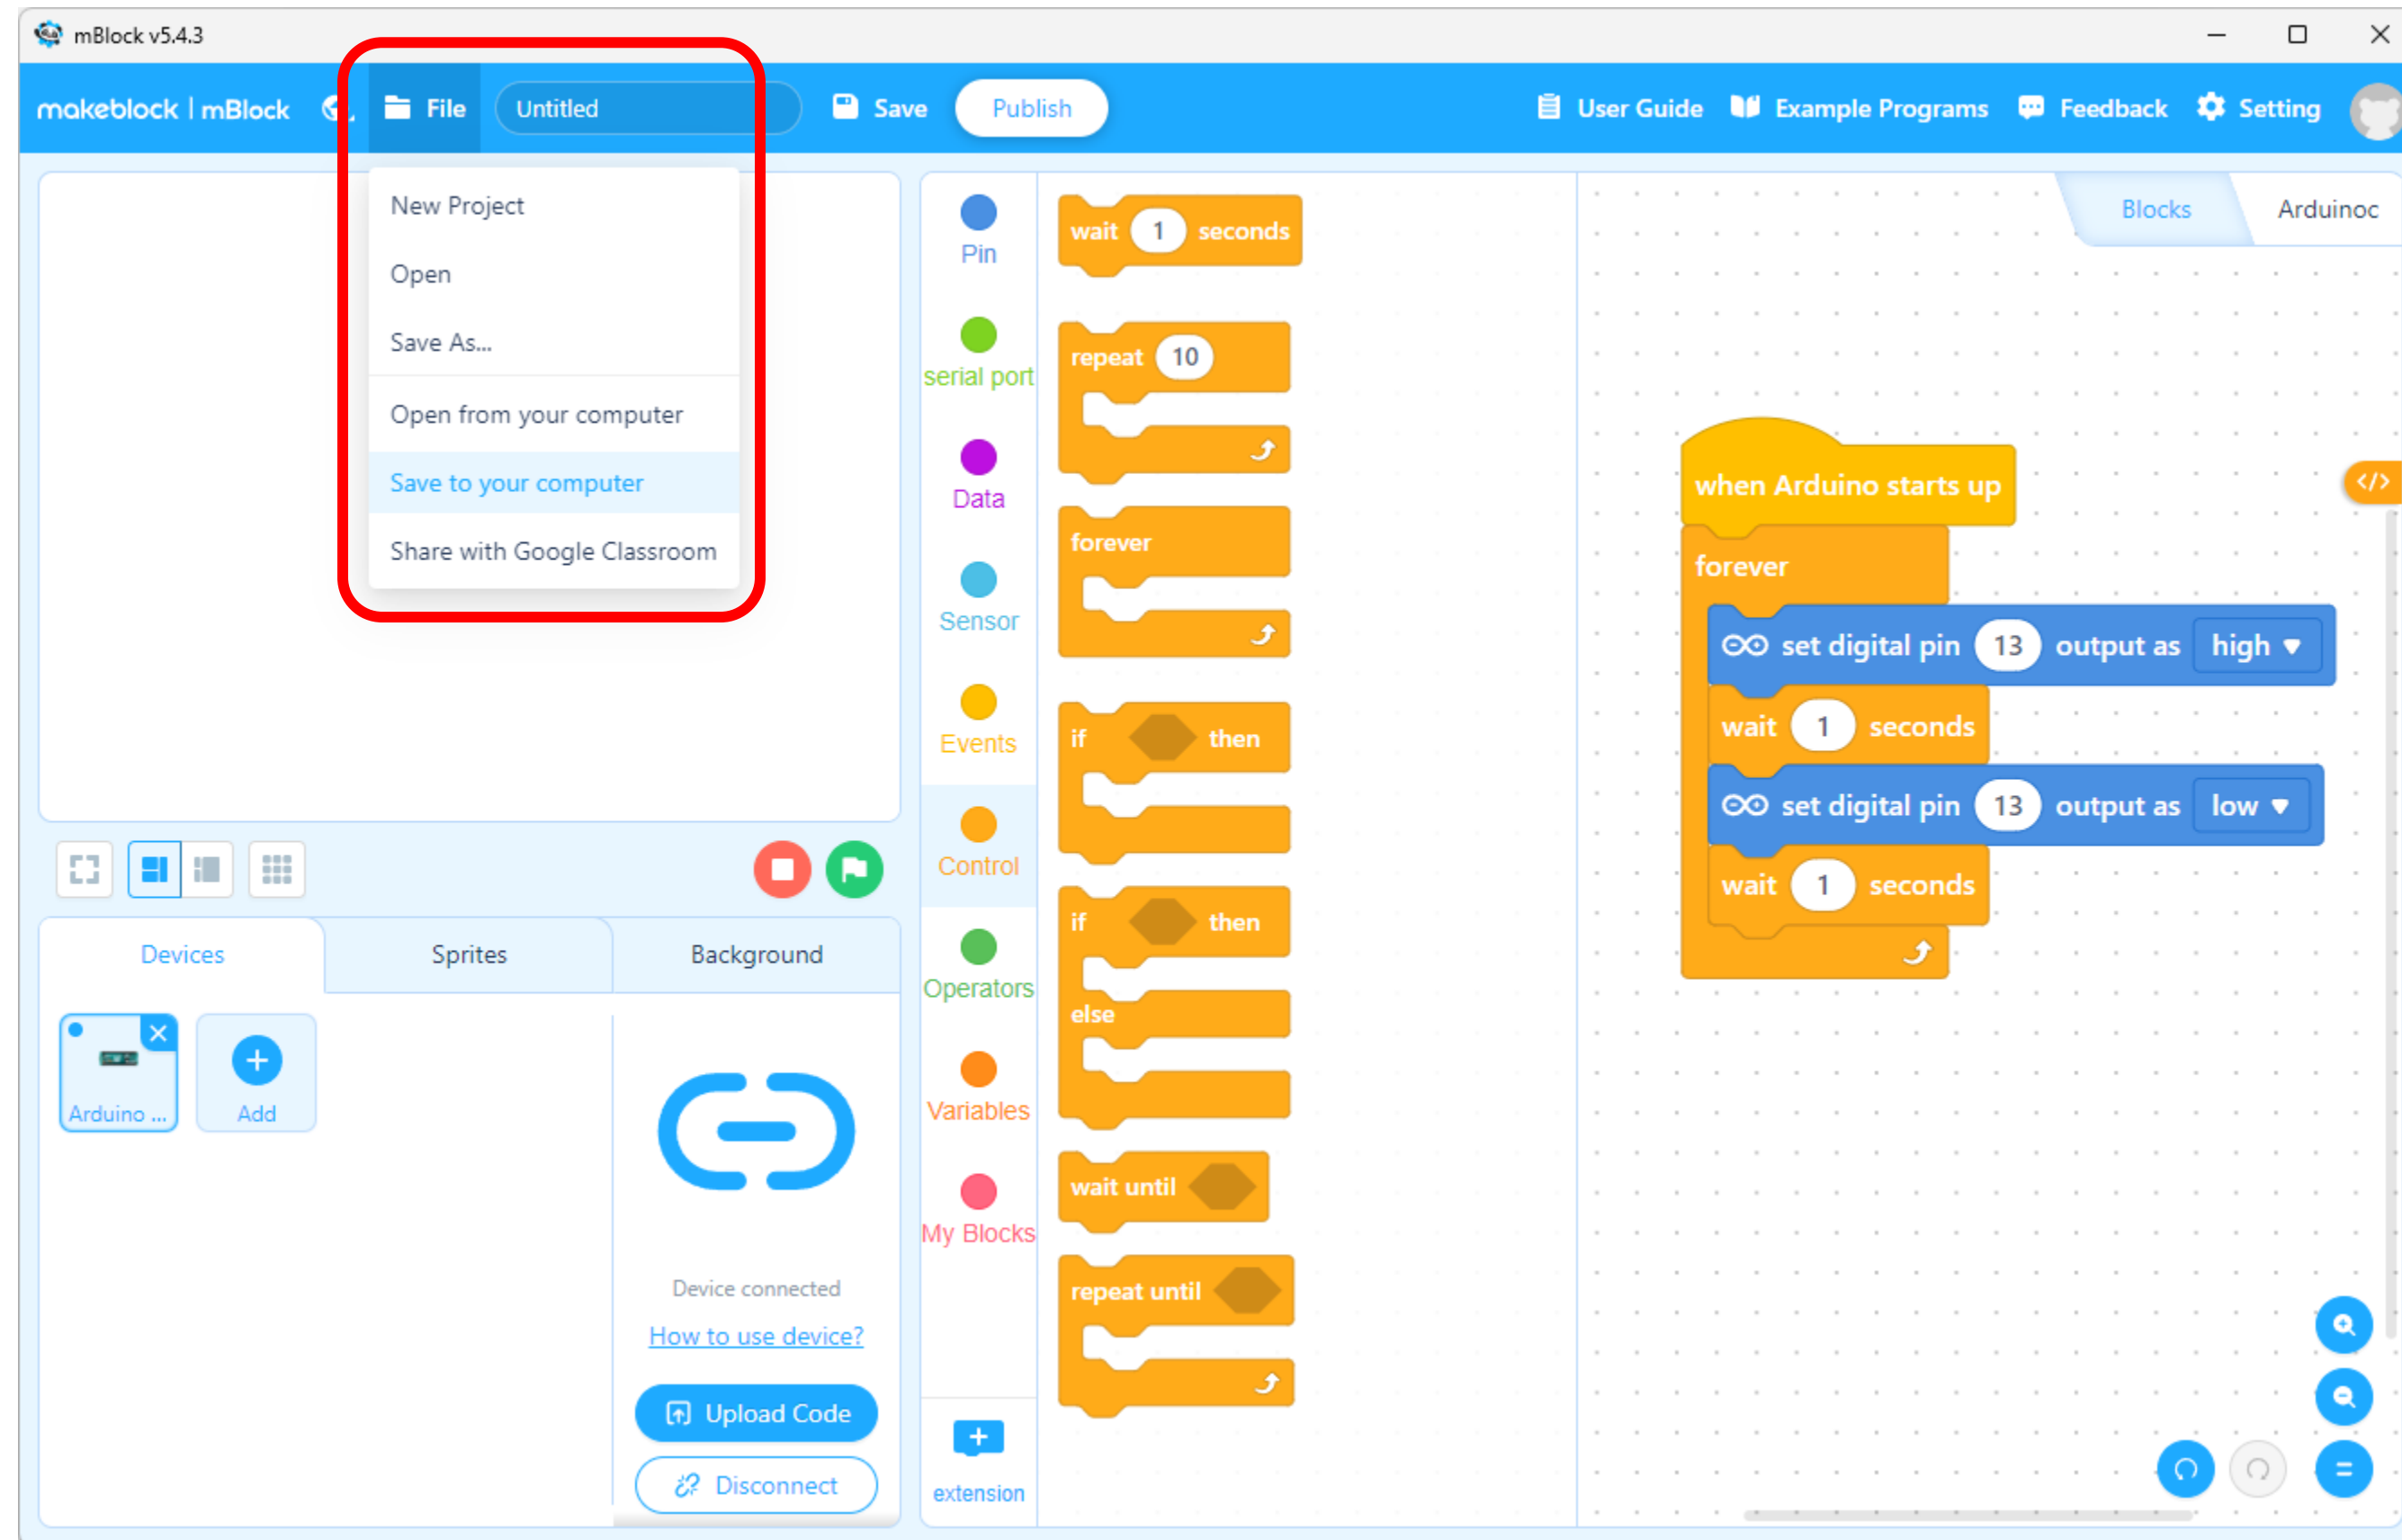 mBlock v5.4.3
makeblock | mBlock File Untitled Save Publish User Guide Example Programs Feedback Setting
New Project
Open
Save As...
Open from your computer
Save to your computer
Share with Google Classroom
Devices Sprites Background
Arduino ...
Add
Device connected
How to use device?
Upload Code
Disconnect
Pin
serial port
Data
Sensor
Events
Control
Operators
Variables
My Blocks
extension
wait 1 seconds
repeat 10
forever
if then
if then
else
wait until
repeat until
Blocks Arduinoc
</>
when Arduino starts up
forever
set digital pin 13 output as high
wait 1 seconds
set digital pin 13 output as low
wait 1 seconds